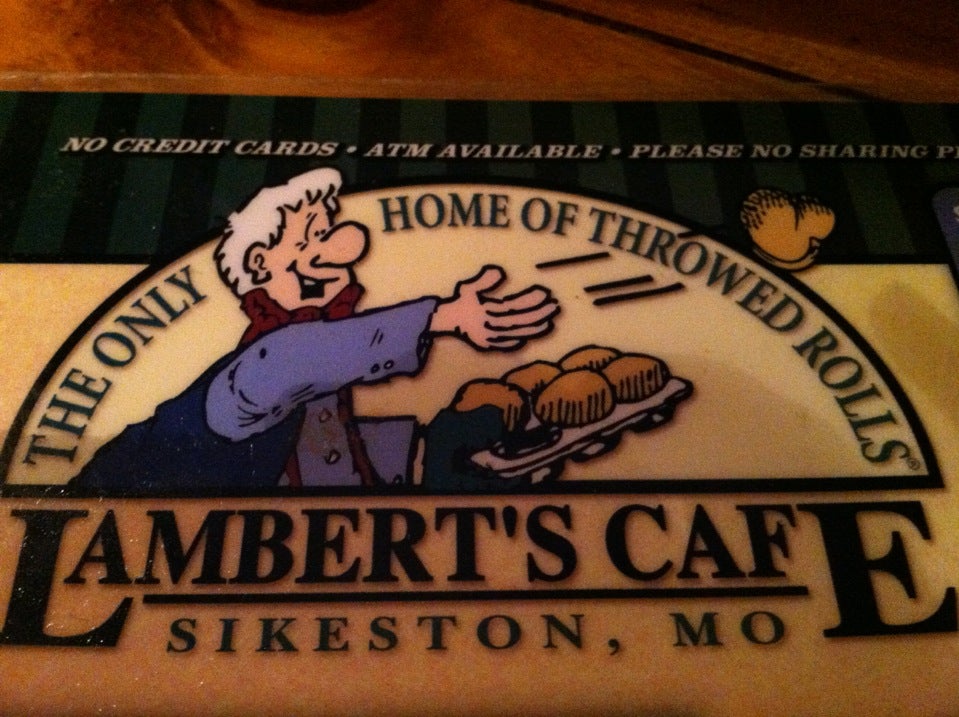 NO CREDIT CARDS • ATM AVAILABLE • PLEASE NO SHARING
THE ONLY HOME OF THROWED ROLLS®
LAMBERT'S CAFE
SIKESTON, MO